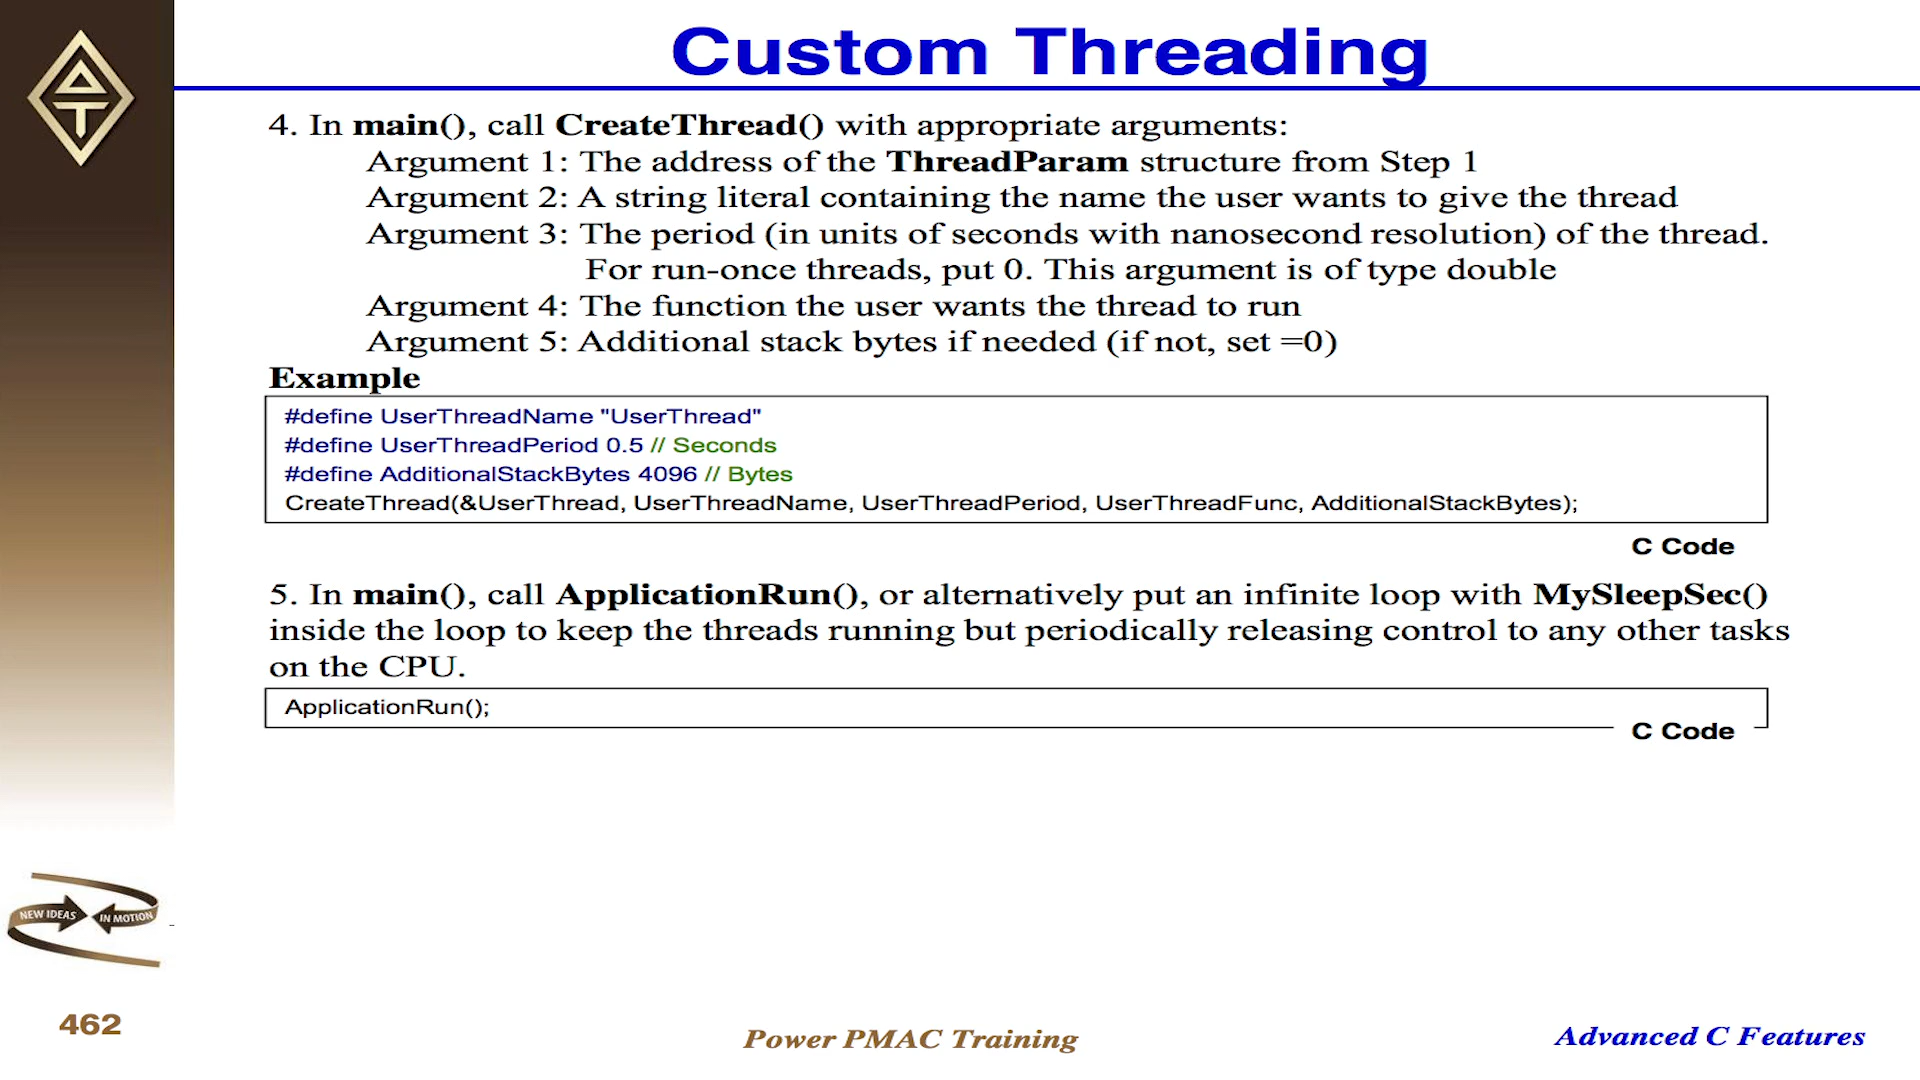 Custom Threading
4. In main(), call CreateThread() with appropriate arguments:
Argument 1: The address of the ThreadParam structure from Step 1
Argument 2: A string literal containing the name the user wants to give the thread
Argument 3: The period (in units of seconds with nanosecond resolution) of the thread.
For run-once threads, put 0. This argument is of type double
Argument 4: The function the user wants the thread to run
Argument 5: Additional stack bytes if needed (if not, set =0)
Example
#define UserThreadName "UserThread"
#define UserThreadPeriod 0.5 // Seconds
#define AdditionalStackBytes 4096 // Bytes
CreateThread(&UserThread, UserThreadName, UserThreadPeriod, UserThreadFunc, AdditionalStackBytes);
C Code
5. In main(), call ApplicationRun(), or alternatively put an infinite loop with MySleepSec()
inside the loop to keep the threads running but periodically releasing control to any other tasks
on the CPU.
ApplicationRun();
C Code
NEW IDEAS IN MOTION
462
Power PMAC Training
Advanced C Features